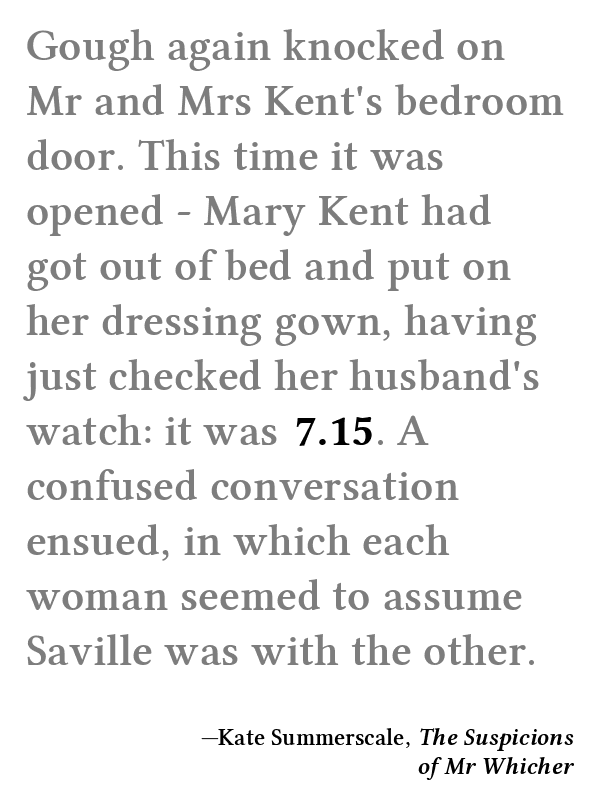 Gough again knocked on
Mr and Mrs Kent's bedroom
door. This time it was
opened - Mary Kent had
got out of bed and put on
her dressing gown, having
just checked her husband's
watch: it was 7.15. A
confused conversation
ensued, in which each
woman seemed to assume
Saville was with the other.
—Kate Summerscale, The Suspicions
of Mr Whicher